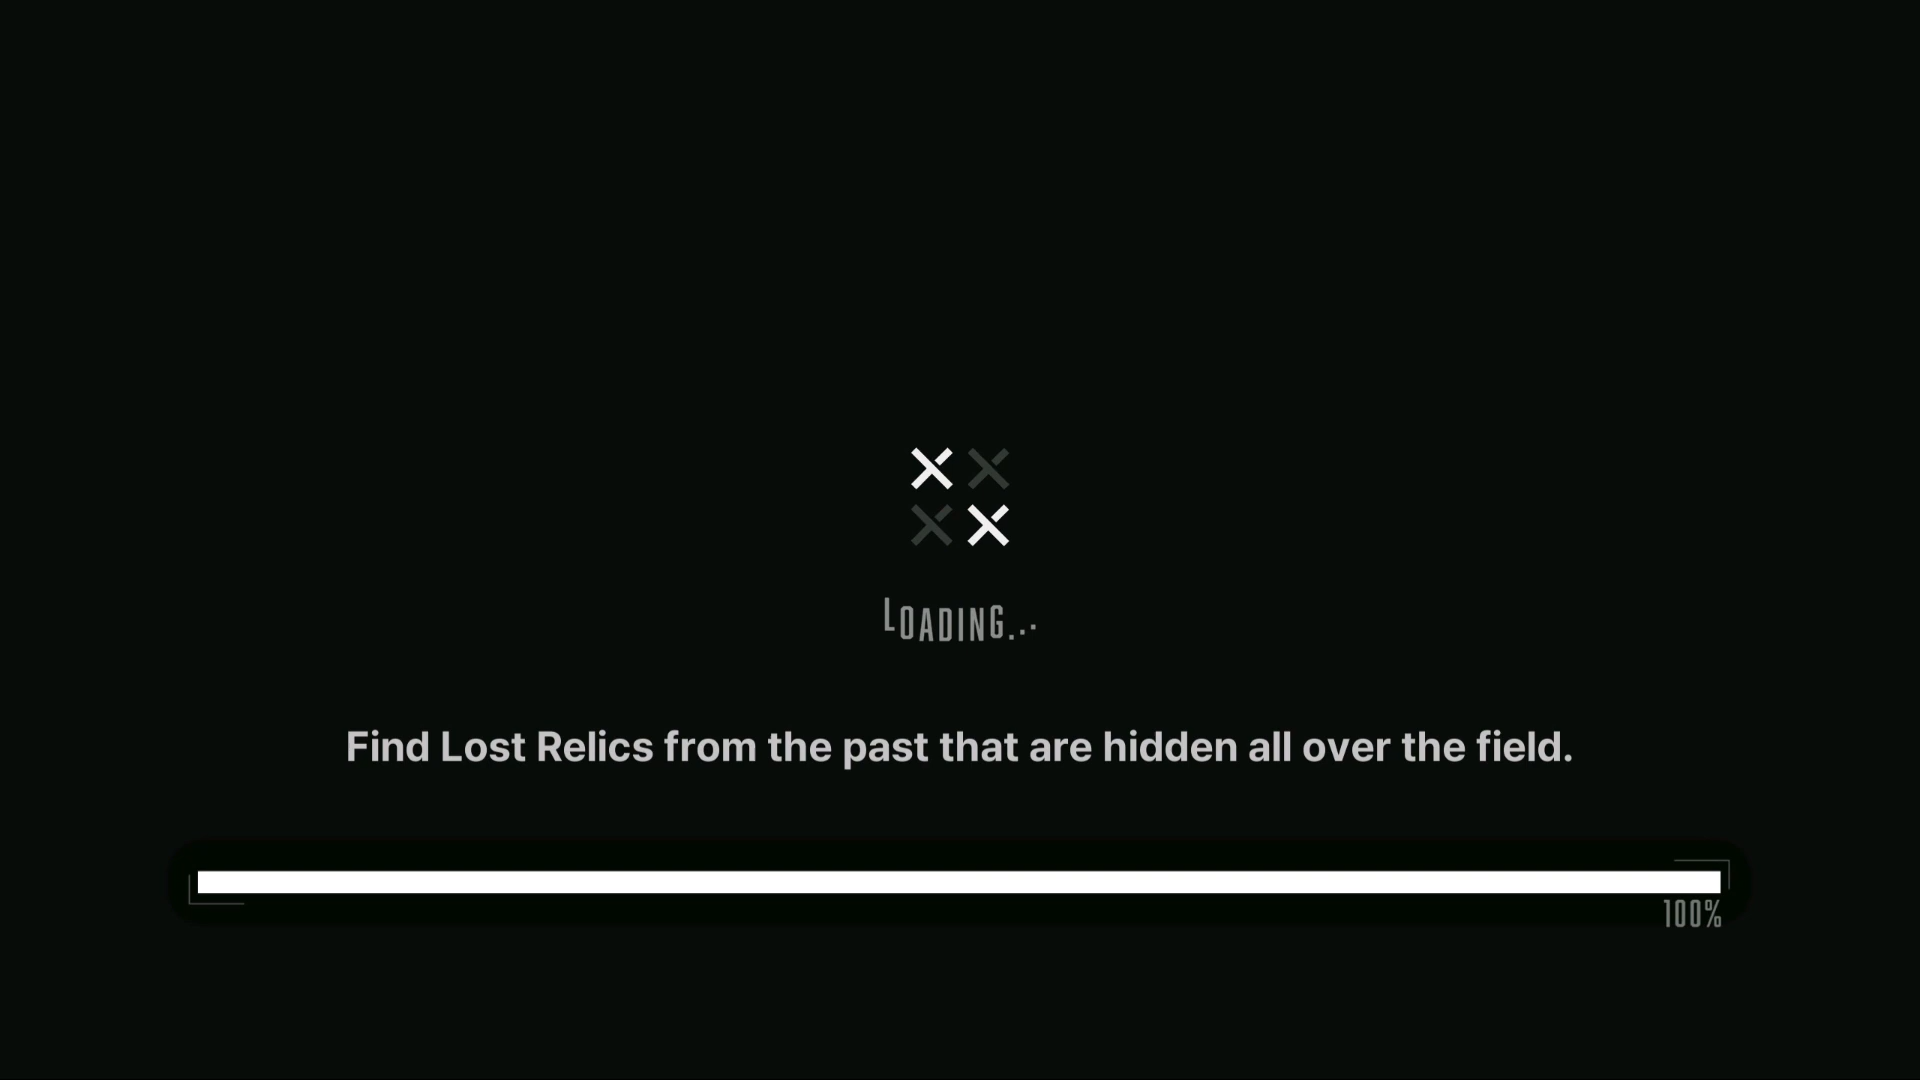 LOADING...
Find Lost Relics from the past that are hidden all over the field.
100%